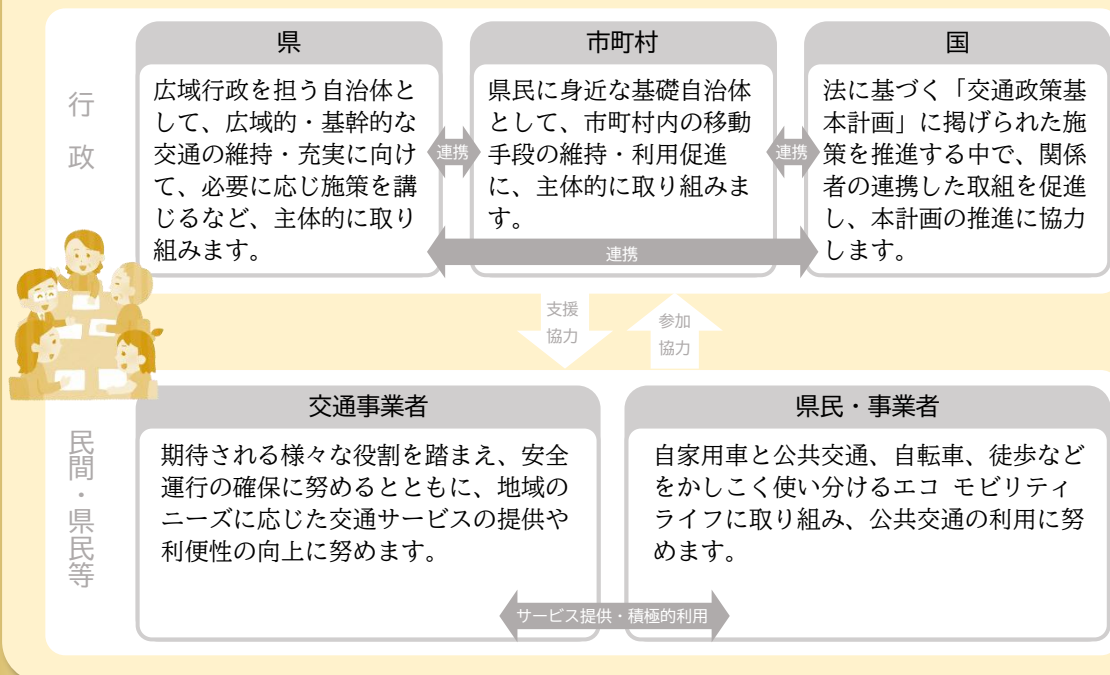 行政
県
広域行政を担う自治体と
して、広域的・基幹的な
交通の維持・充実に向け
て、必要に応じ施策を講
じるなど、主体的に取り
組みます。
連携
市町村
県民に身近な基礎自治体
として、市町村内の移動
手段の維持・利用促進
に、主体的に取り組みま
す。
連携
国
法に基づく「交通政策基
本計画」に掲げられた施
策を推進する中で、関係
者の連携した取組を促進
し、本計画の推進に協力
します。
連携
支援
協力
参加
協力
民間・県民等
交通事業者
期待される様々な役割を踏まえ、安全
運行の確保に努めるとともに、地域の
ニーズに応じた交通サービスの提供や
利便性の向上に努めます。
県民・事業者
自家用車と公共交通、自転車、徒歩など
をかしこく使い分けるエコ モビリティ
ライフに取り組み、公共交通の利用に努
めます。
サービス提供・積極的利用